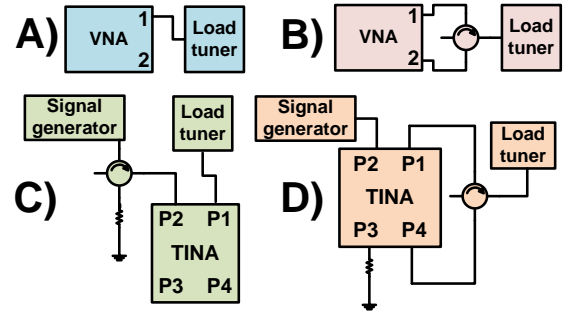 A)
VNA
1
2
Load
tuner
B)
VNA
1
2
Load
tuner
C)
Signal
generator
Load
tuner
P2 P1
TINA
P3 P4
D)
Signal
generator
P2 P1
TINA
P3 P4
Load
tuner